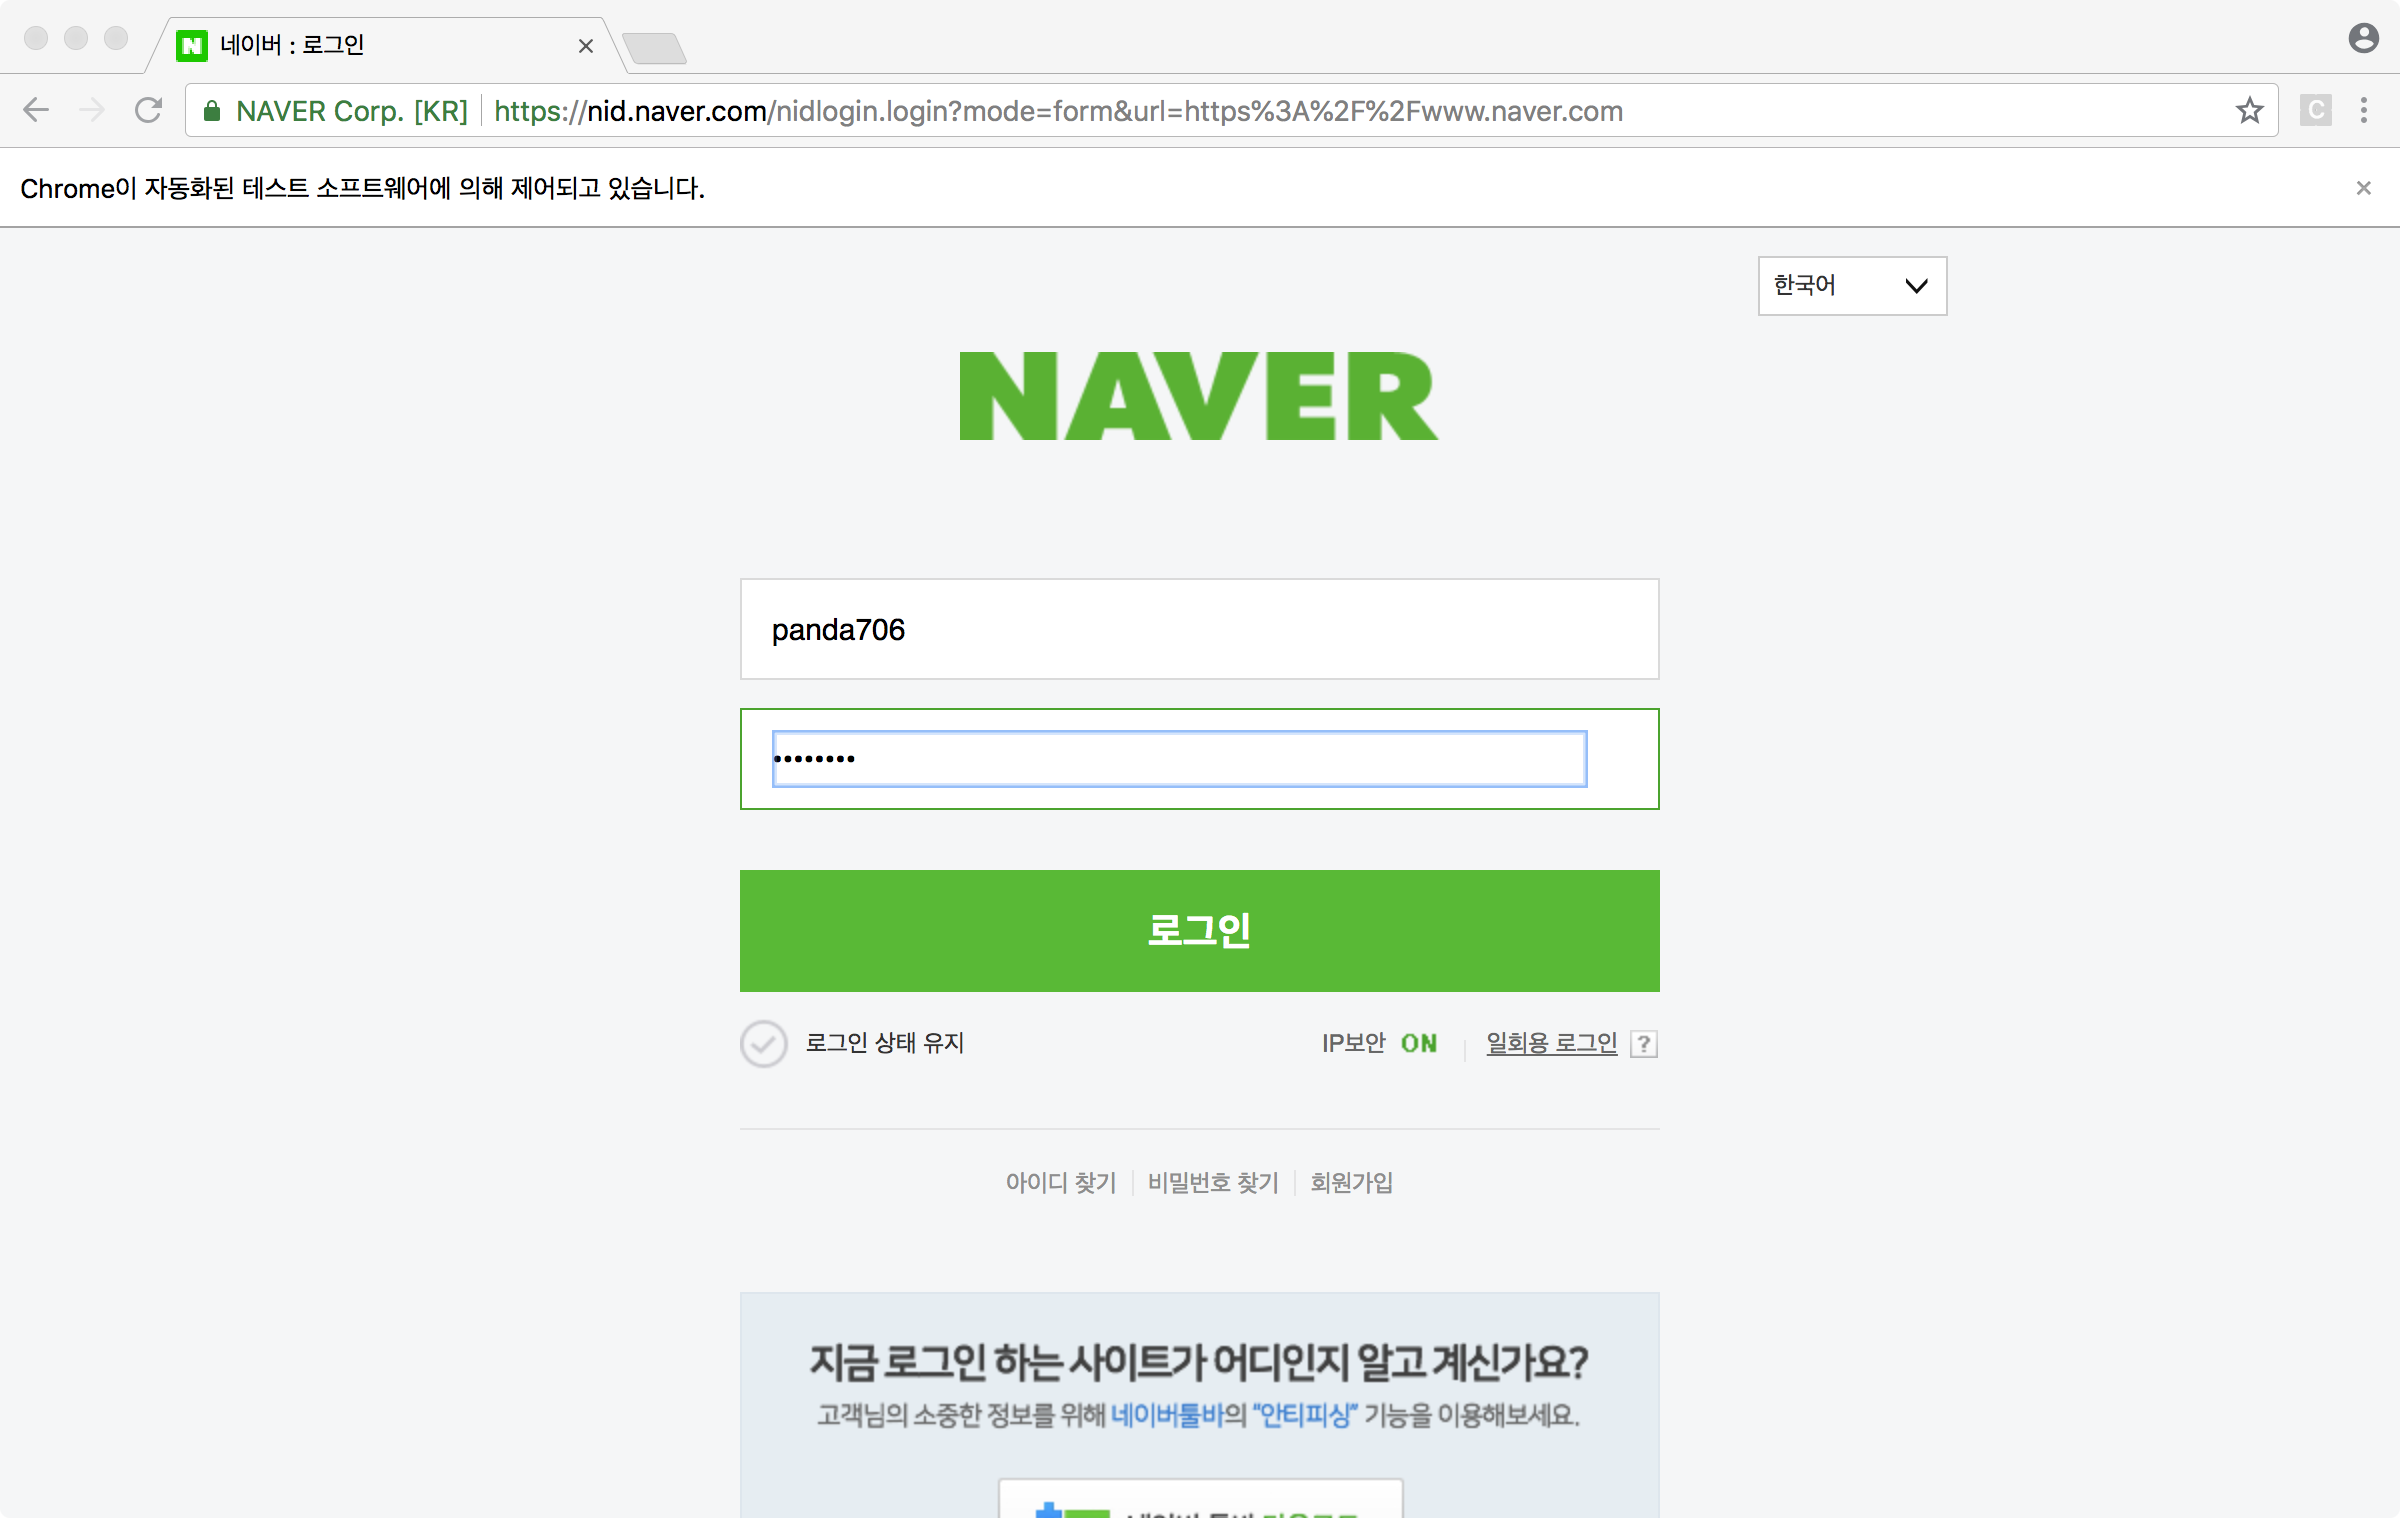 네이버 : 로그인
NAVER Corp. [KR] https://nid.naver.com/nidlogin.login?mode=form&url=https%3A%2F%2Fwww.naver.com
C
Chrome이 자동화된 테스트 소프트웨어에 의해 제어되고 있습니다.
한국어
NAVER
panda706
로그인
로그인 상태 유지
IP보안 ON 일회용 로그인 ?
아이디 찾기 비밀번호 찾기 회원가입
지금 로그인 하는 사이트가 어디인지 알고 계신가요?
고객님의 소중한 정보를 위해 네이버툴바의 “안티피싱” 기능을 이용해보세요.